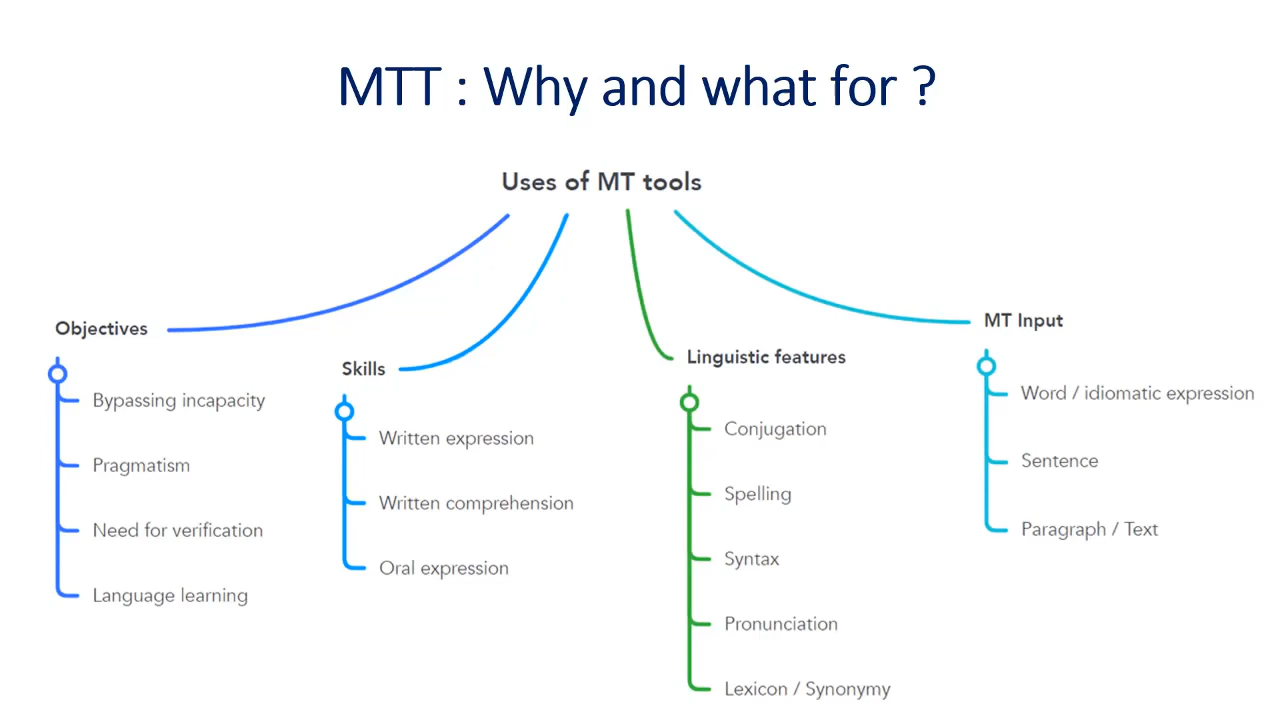 MTT : Why and what for ?
Uses of MT tools
Objectives
Bypassing incapacity
Pragmatism
Need for verification
Language learning
Skills
Written expression
Written comprehension
Oral expression
Linguistic features
Conjugation
Spelling
Syntax
Pronunciation
Lexicon / Synonymy
MT Input
Word / idiomatic expression
Sentence
Paragraph / Text